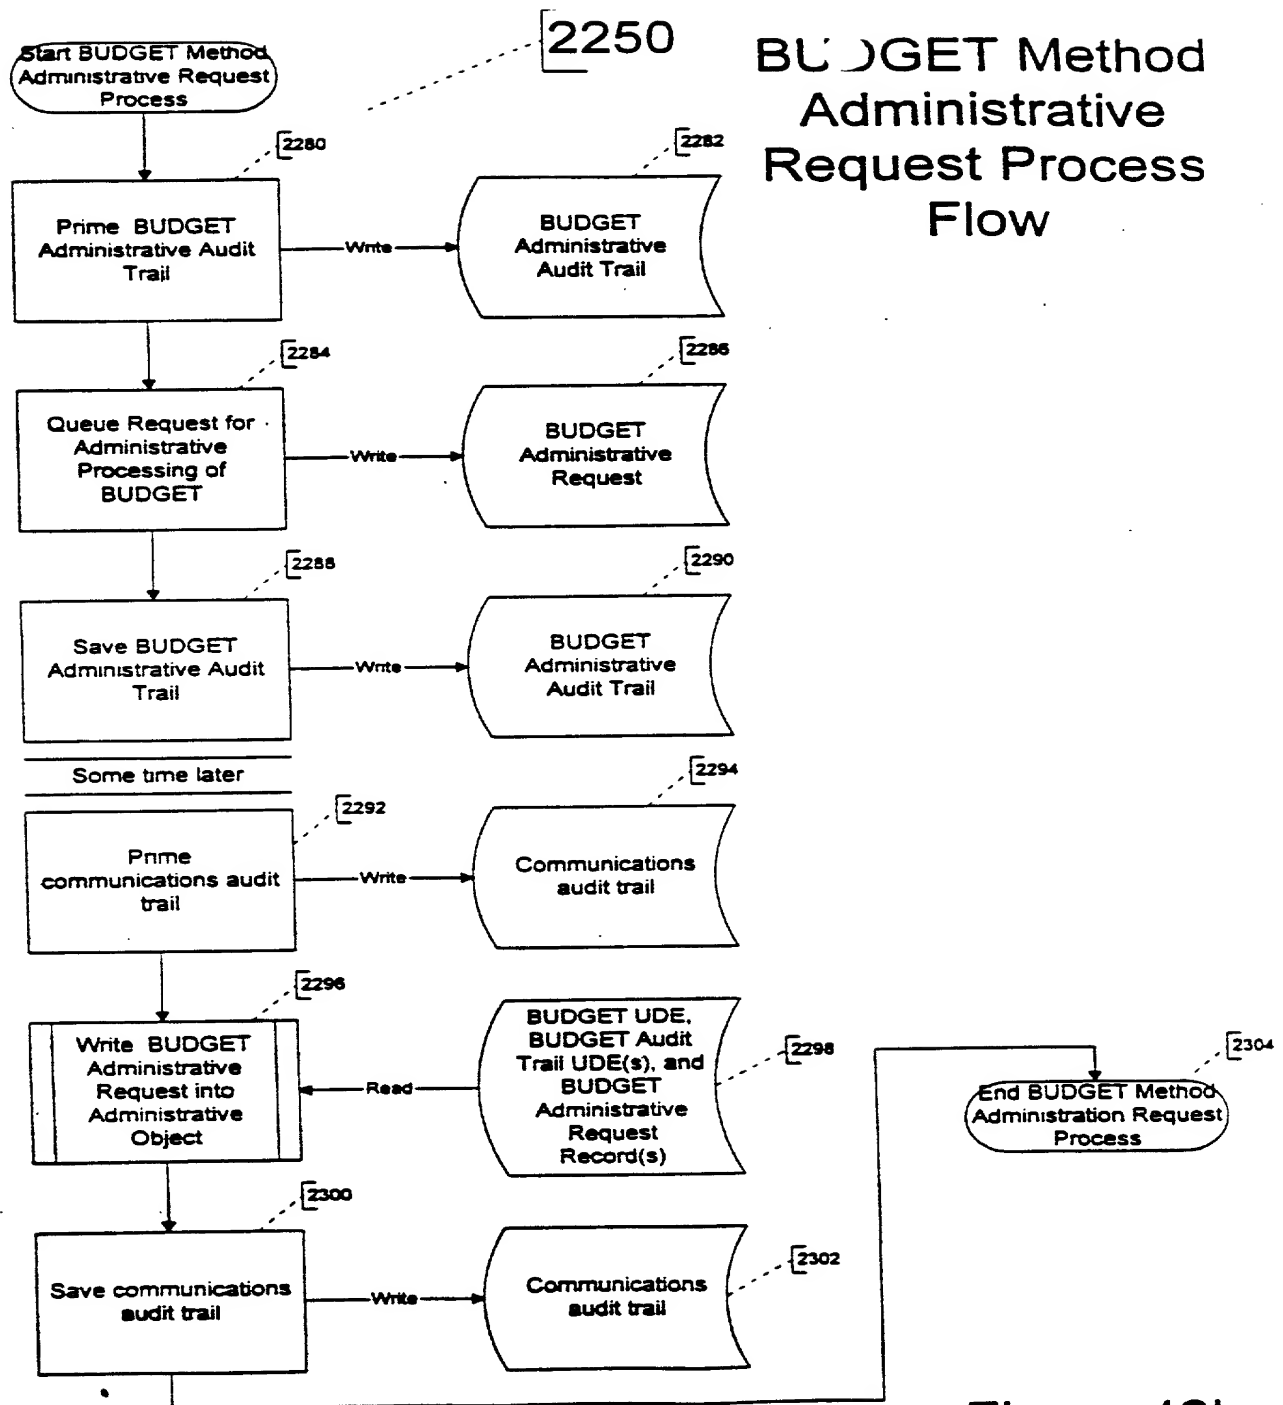 2250
BUDGET Method
Administrative
Request Process
Flow
Start BUDGET Method
Administrative Request
Process
2280
2282
Prime BUDGET
Administrative Audit
Trail
Write
BUDGET
Administrative
Audit Trail
2284
2286
Queue Request for
Administrative
Processing of
BUDGET
Write
BUDGET
Administrative
Request
2288
2290
Save BUDGET
Administrative Audit
Trail
Write
BUDGET
Administrative
Audit Trail
Some time later
2292
2294
Prime
communications audit
trail
Write
Communications
audit trail
2296
2298
Write BUDGET
Administrative
Request into
Administrative
Object
Read
BUDGET UDE,
BUDGET Audit
Trail UDE(s), and
BUDGET
Administrative
Request
Record(s)
2304
End BUDGET Method
Administration Request
Process
2300
2302
Save communications
audit trail
Write
Communications
audit trail